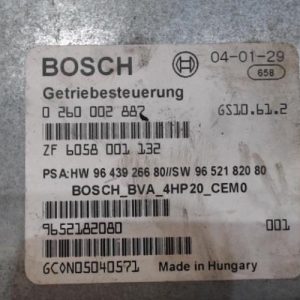 BOSCH 04-01-29
658
Getriebesteuerung
0 260 002 887 GS10.61.2
ZF 6058 001 132
PSA:HW 96 439 266 80//SW 96 521 820 80
BOSCH_BVA_4HP20_CEM0
9652182080 001
GC0N05040571 Made in Hungary